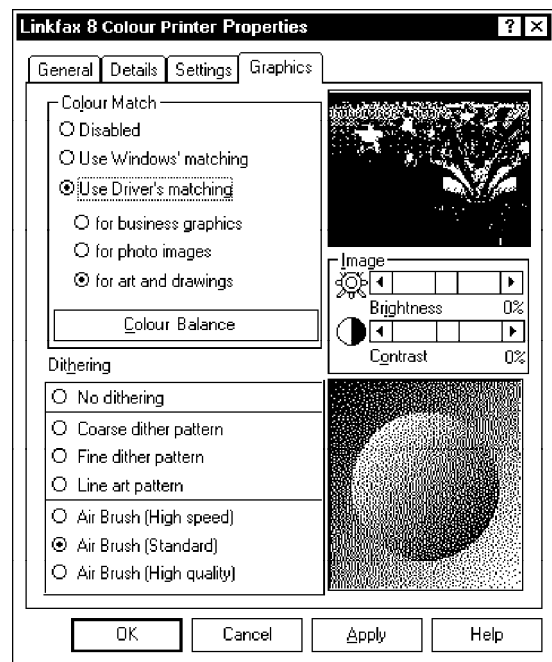 Linkfax 8 Colour Printer Properties
General Details Settings Graphics
Colour Match
Disabled
Use Windows' matching
Use Driver's matching
for business graphics
for photo images
for art and drawings
Colour Balance
Image
Brightness 0%
Contrast 0%
Dithering
No dithering
Coarse dither pattern
Fine dither pattern
Line art pattern
Air Brush (High speed)
Air Brush (Standard)
Air Brush (High quality)
OK Cancel Apply Help